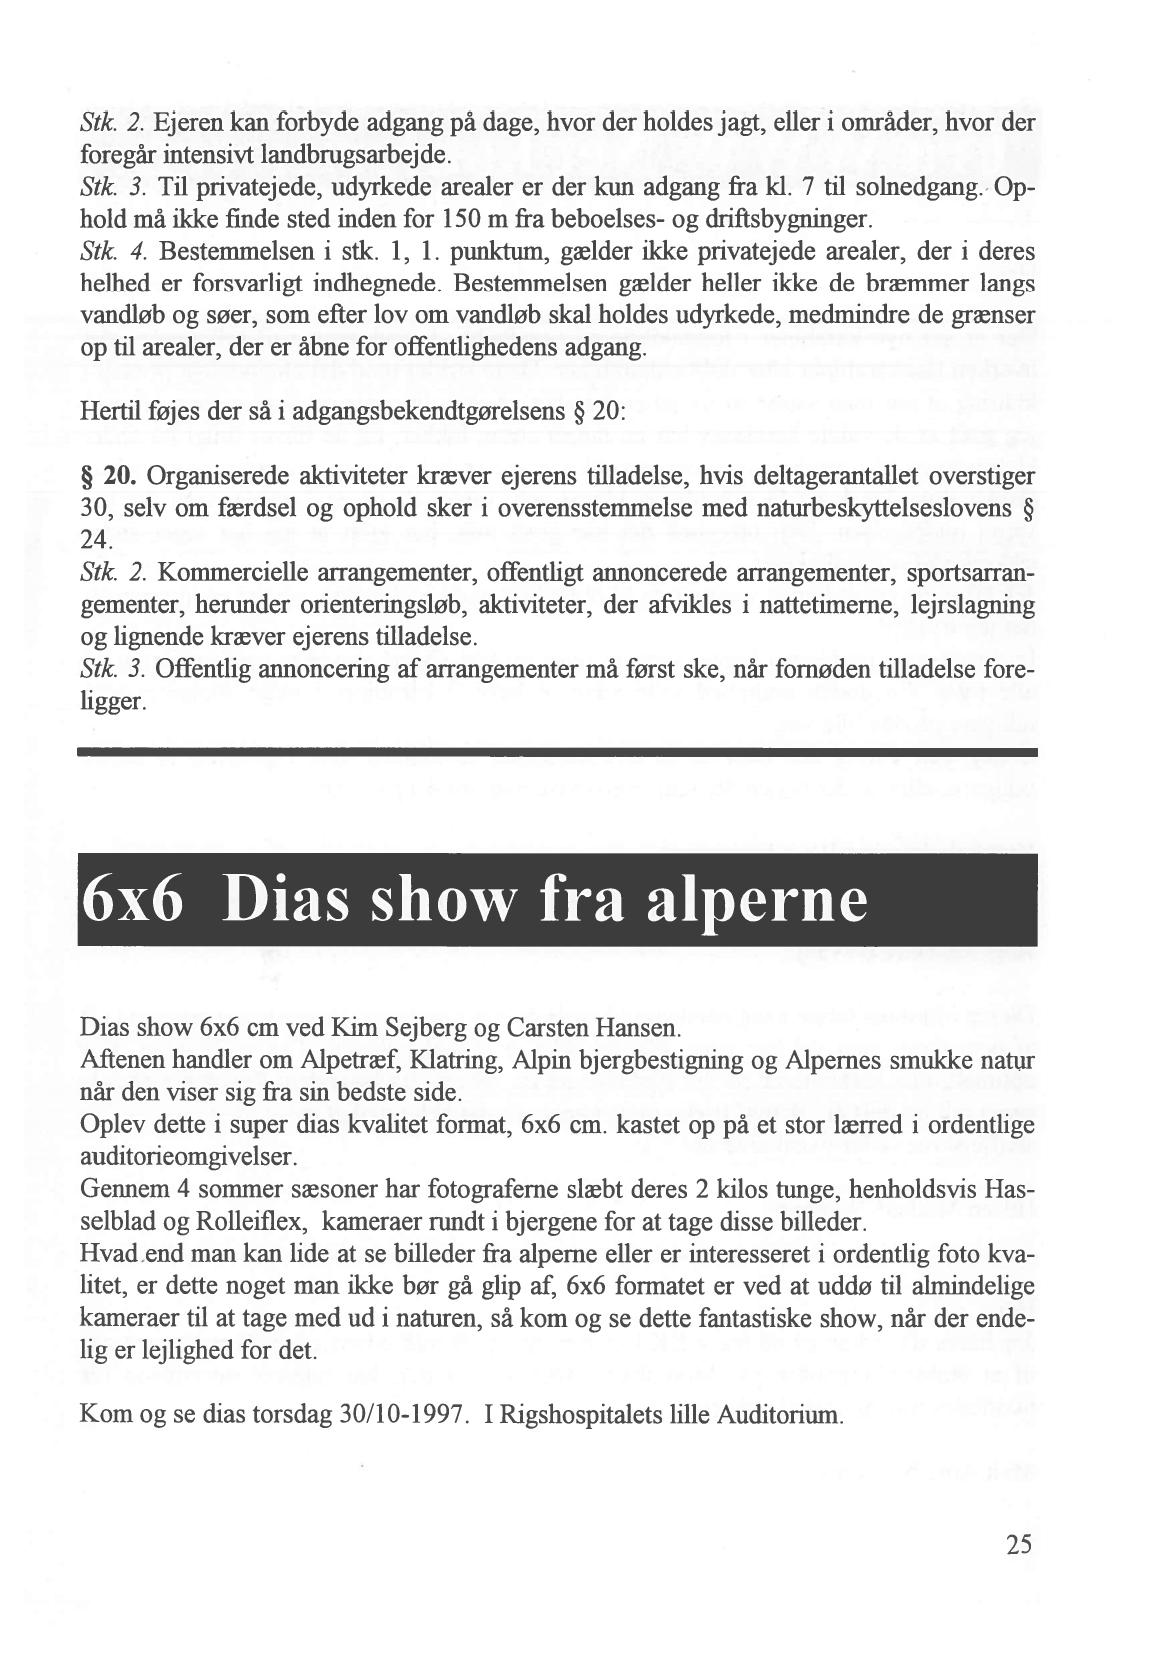 Stk. 2. Ejeren kan forbyde adgang på dage, hvor der holdes jagt, eller i områder, hvor der
foregår intensivt landbrugsarbejde.
Stk. 3. Til privatejede, udyrkede arealer er der kun adgang fra kl. 7 til solnedgang. Op-
hold må ikke finde sted inden for 150 m fra beboelses- og driftsbygninger.
Stk. 4. Bestemmelsen i stk. 1, 1. punktum, gælder ikke privatejede arealer, der i deres
helhed er forsvarligt indhegnede. Bestemmelsen gælder heller ikke de bræmmer langs
vandløb og søer, som efter lov om vandløb skal holdes udyrkede, medmindre de grænser
op til arealer, der er åbne for offentlighedens adgang.
Hertil føjes der så i adgangsbekendtgørelsens § 20:
§ 20. Organiserede aktiviteter kræver ejerens tilladelse, hvis deltagerantallet overstiger
30, selv om færdsel og ophold sker i overensstemmelse med naturbeskyttelseslovens §
24.
Stk. 2. Kommercielle arrangementer, offentligt annoncerede arrangementer, sportsarran-
gementer, herunder orienteringsløb, aktiviteter, der afvikles i nattetimerne, lejrslagning
og lignende kræver ejerens tilladelse.
Stk. 3. Offentlig annoncering af arrangementer må først ske, når fornøden tilladelse fore-
ligger.
6x6 Dias show fra alperne
Dias show 6x6 cm ved Kim Sejberg og Carsten Hansen.
Aftenen handler om Alpetræf, Klatring, Alpin bjergbestigning og Alpernes smukke natur
når den viser sig fra sin bedste side.
Oplev dette i super dias kvalitet format, 6x6 cm. kastet op på et stor lærred i ordentlige
auditorieomgivelser.
Gennem 4 sommer sæsoner har fotograferne slæbt deres 2 kilos tunge, henholdsvis Has-
selblad og Rolleiflex, kameraer rundt i bjergene for at tage disse billeder.
Hvad end man kan lide at se billeder fra alperne eller er interesseret i ordentlig foto kva-
litet, er dette noget man ikke bør gå glip af, 6x6 formatet er ved at uddø til almindelige
kameraer til at tage med ud i naturen, så kom og se dette fantastiske show, når der ende-
lig er lejlighed for det.
Kom og se dias torsdag 30/10-1997. I Rigshospitalets lille Auditorium.
25